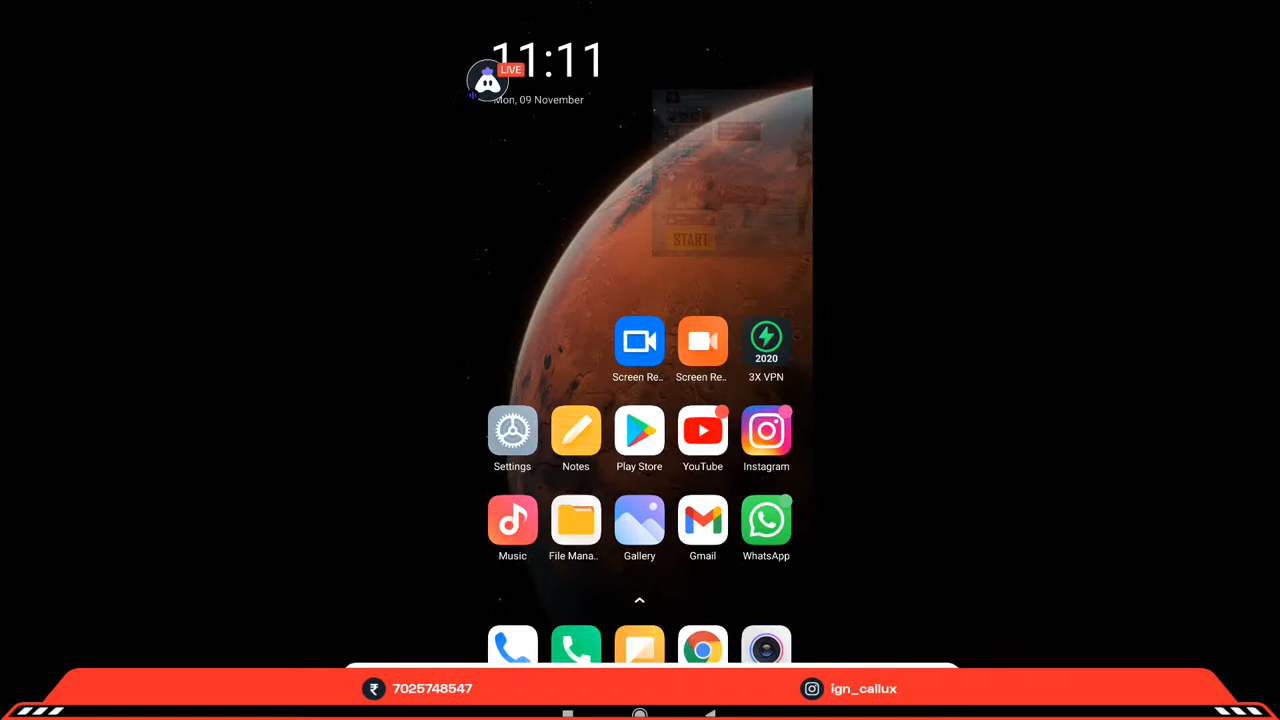 11:11
LIVE
Mon, 09 November
START
2020
Screen Re..
Screen Re..
3X VPN
Settings
Notes
Play Store
YouTube
Instagram
Music
File Mana..
Gallery
Gmail
WhatsApp
₹ 7025748547
ign_callux